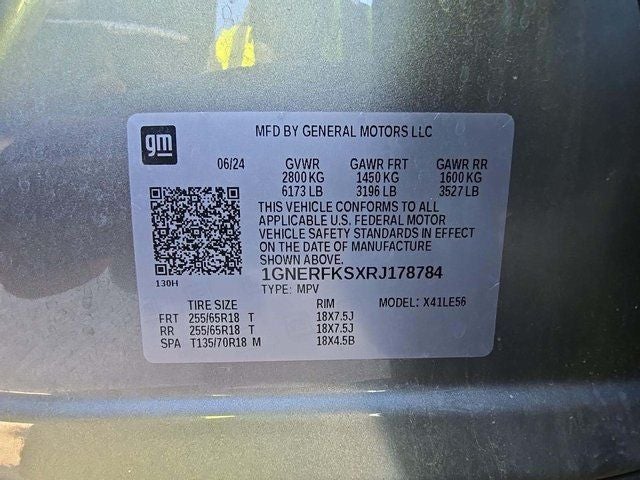 MFD BY GENERAL MOTORS LLC
gm
06/24 GVWR GAWR FRT GAWR RR
2800 KG 1450 KG 1600 KG
6173 LB 3196 LB 3527 LB
THIS VEHICLE CONFORMS TO ALL
APPLICABLE U.S. FEDERAL MOTOR
VEHICLE SAFETY STANDARDS IN EFFECT
ON THE DATE OF MANUFACTURE
SHOWN ABOVE.
1GNERFKSXRJ178784
130H
TYPE: MPV
TIRE SIZE RIM MODEL: X41LE56
FRT 255/65R18 T 18X7.5J
RR 255/65R18 T 18X7.5J
SPA T135/70R18 M 18X4.5B